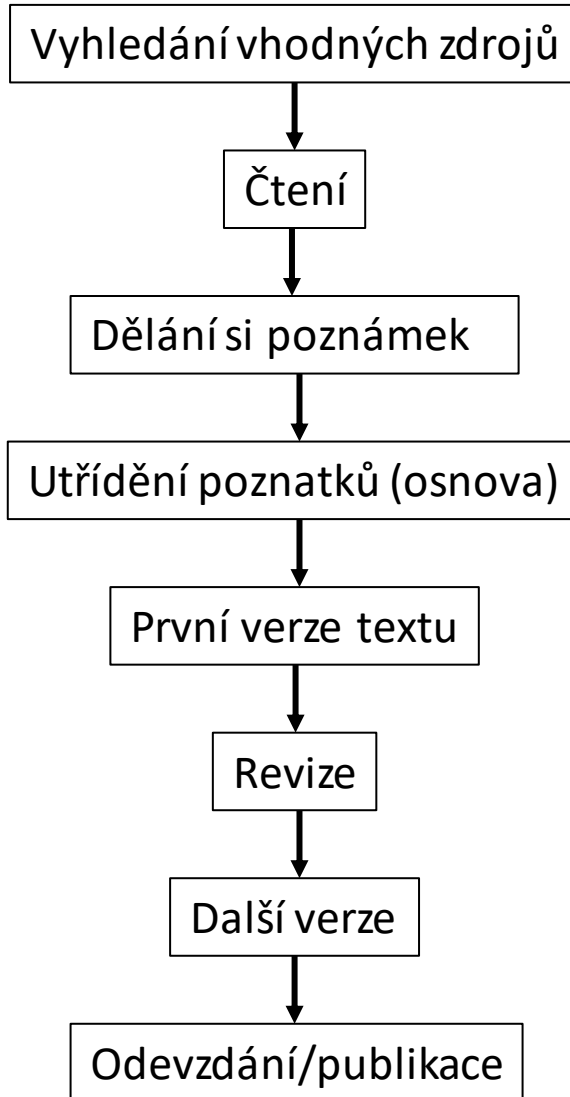 Vyhledání vhodných zdrojů
Čtení
Dělání si poznámek
Utřídění poznatků (osnova)
První verze textu
Revize
Další verze
Odevzdání/publikace